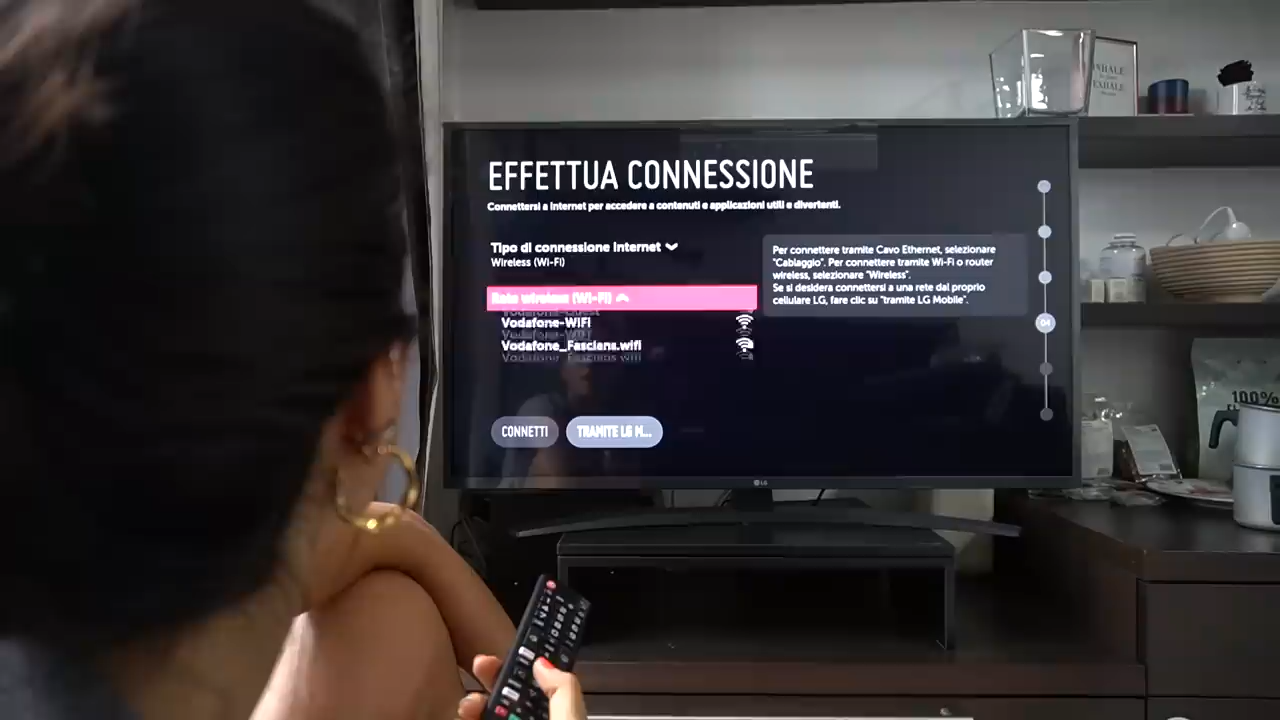 EFFETTUA CONNESSIONE
Connettersi a Internet per accedere a contenuti e applicazioni utili e divertenti.
Tipo di connessione Internet
Wireless (Wi-Fi)
Per connettere tramite Cavo Ethernet, selezionare
"Cablaggio". Per connettere tramite Wi-Fi o router
wireless, selezionare "Wireless".
Se si desidera connettersi a una rete dal proprio
cellulare LG, fare clic su "tramite LG Mobile".
Rete wireless (Wi-Fi)
Vodafone-WiFi
Vodafone_Fascians.wifi
04
CONNETTI
TRAMITE LG M...
LG
INHALE
EXHALE
100%